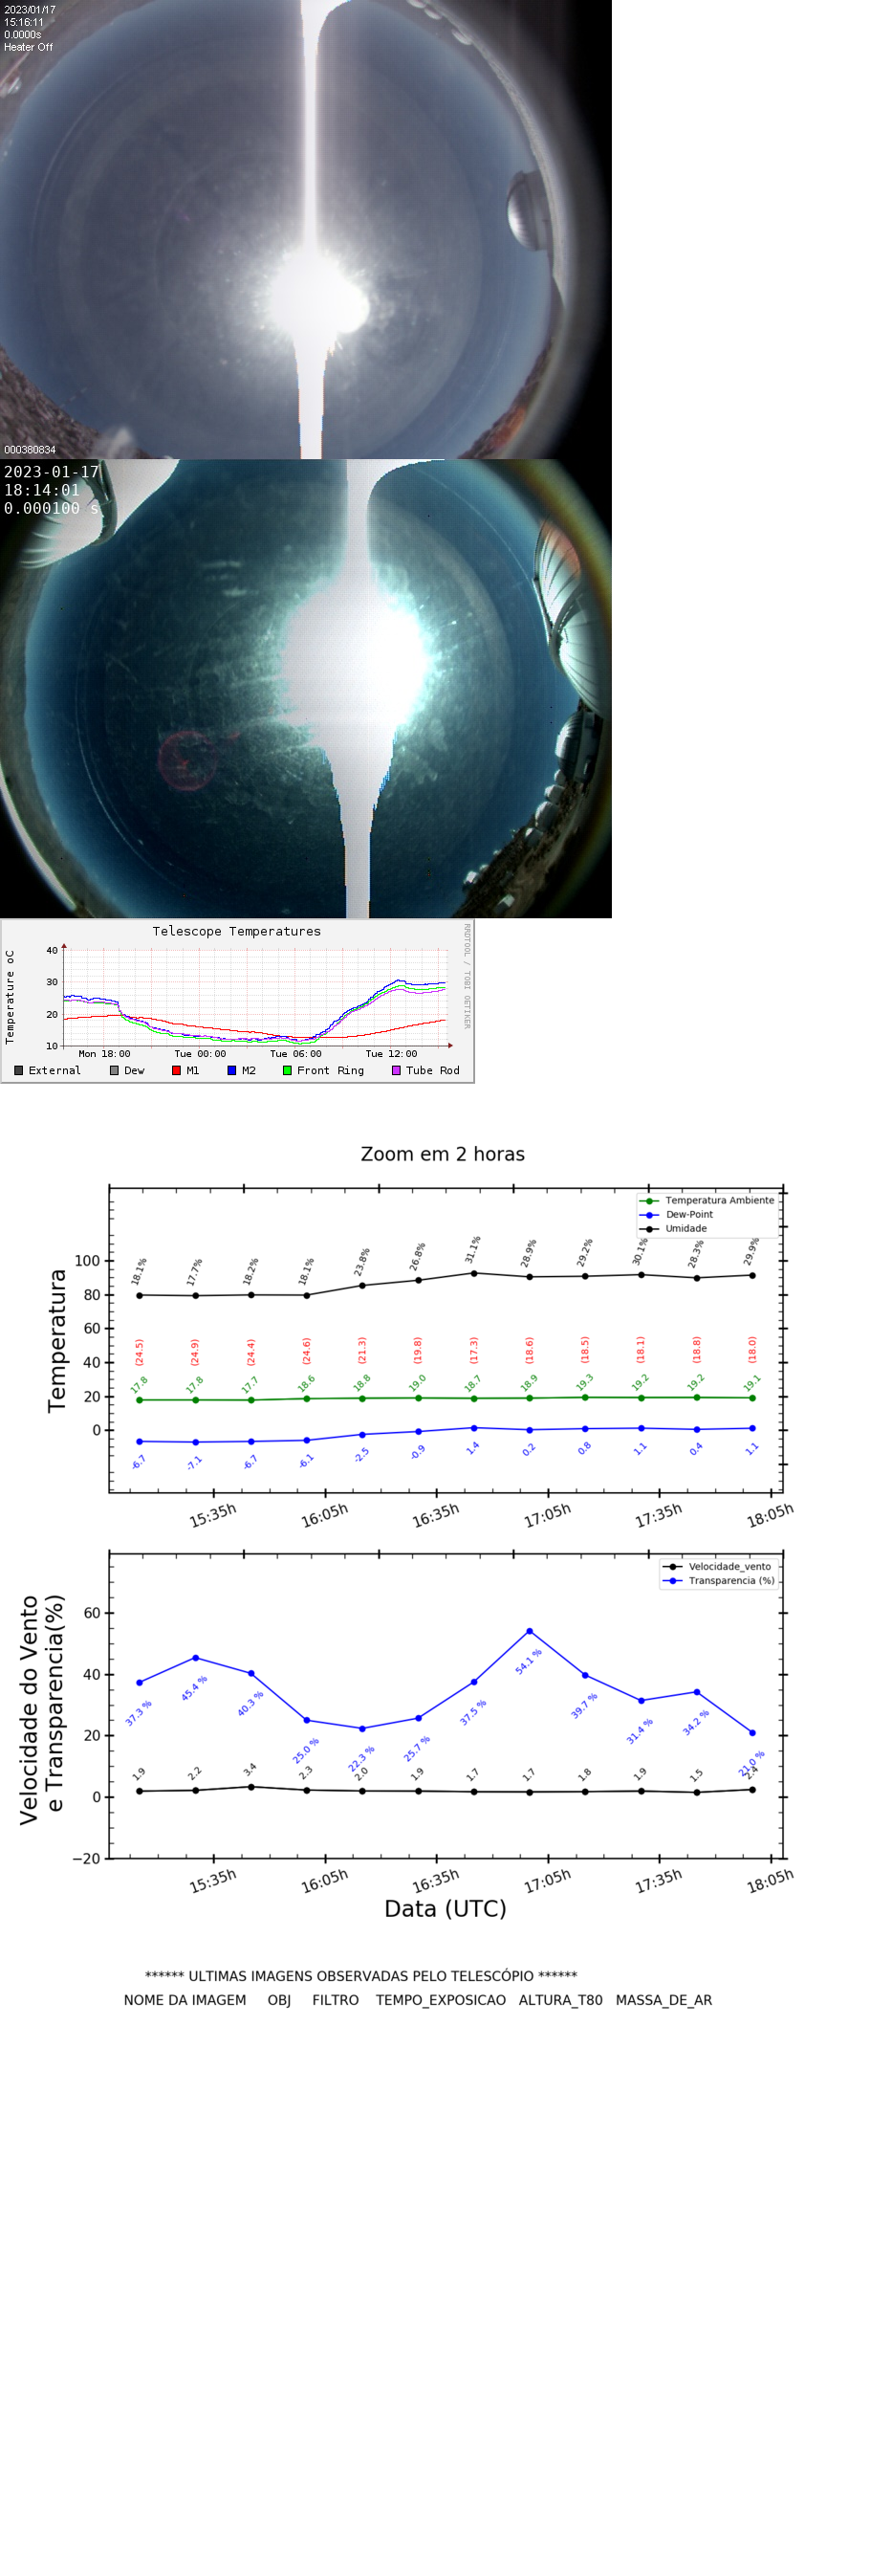 2023/01/17
15:16:11
0.0000s
Heater Off
000380834
2023-01-17
18:14:01
0.000100 s
Telescope Temperatures
RRDTOOL / TOBI OETIKER
Temperature oC
40
30
20
10
Mon 18:00 Tue 00:00 Tue 06:00 Tue 12:00
External Dew M1 M2 Front Ring Tube Rod
Zoom em 2 horas
Temperatura Ambiente
Dew-Point
Umidade
Temperatura
100
80
60
40
20
0
18.1% 17.7% 18.2% 18.1% 23.8% 26.8% 31.1% 28.9% 29.2% 30.1% 28.3% 29.9%
(24.5) (24.9) (24.4) (24.6) (21.3) (19.8) (17.3) (18.6) (18.5) (18.1) (18.8) (18.0)
17.8 17.8 17.7 18.6 18.8 19.0 18.7 18.9 19.3 19.2 19.2 19.1
-6.7 -7.1 -6.7 -6.1 -2.5 -0.9 1.4 0.2 0.8 1.1 0.4 1.1
15:35h 16:05h 16:35h 17:05h 17:35h 18:05h
Velocidade_vento
Transparencia (%)
Velocidade do Vento
e Transparencia(%)
60
40
20
0
−20
37.3 % 45.4 % 40.3 % 25.0 % 22.3 % 25.7 % 37.5 % 54.1 % 39.7 % 31.4 % 34.2 % 21.0 %
1.9 2.2 3.4 2.3 2.0 1.9 1.7 1.7 1.8 1.9 1.5 2.4
15:35h 16:05h 16:35h 17:05h 17:35h 18:05h
Data (UTC)
****** ULTIMAS IMAGENS OBSERVADAS PELO TELESCÓPIO ******
NOME DA IMAGEM OBJ FILTRO TEMPO_EXPOSICAO ALTURA_T80 MASSA_DE_AR